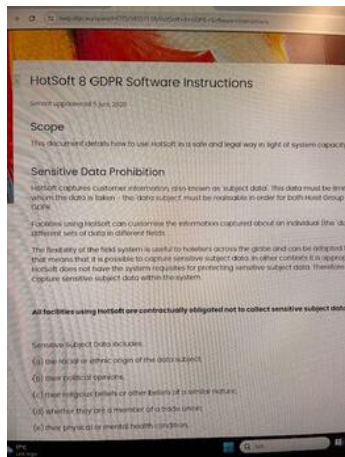 HotSoft 8 GDPR Software Instructions
Senast uppdaterad 5 juni, 2020
Scope
This document details how to use HotSoft in a safe and legal way in light of system capacity
Sensitive Data Prohibition
HotSoft captures customer information, also known as 'subject data'. This data must be
whom the data is taken - the 'data subject' must be realisable in order for both Hotel Group
GDPR.
Facilities using HotSoft can customise the information captured about an individual (the
different sets of data in different fields.
The flexibility of the field system is useful to hoteliers across the globe and can be adapted
that means that it is possible to capture sensitive subject data. In other contexts it is
HotSoft does not have the system requisites for protecting sensitive subject data. Therefore
capture sensitive subject data within the system.
All facilities using HotSoft are contractually obligated not to collect sensitive subject data
Sensitive Subject Data includes:
(a) the racial or ethnic origin of the data subject,
(b) their political opinions,
(c) their religious beliefs or other beliefs of a similar nature,
(d) whether they are a member of a trade union,
(e) their physical or mental health condition,